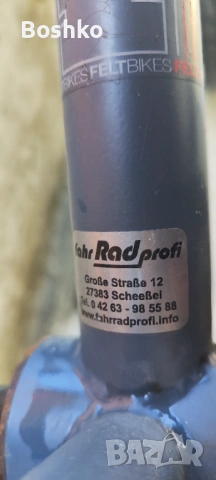 Boshko
BIKES FELTBIKES F
fahrRadprofi
Große Straße 12
27383 Scheeßel
Tel. 0 42 63 - 98 55 88
www.fahrradprofi.info
BAZAR